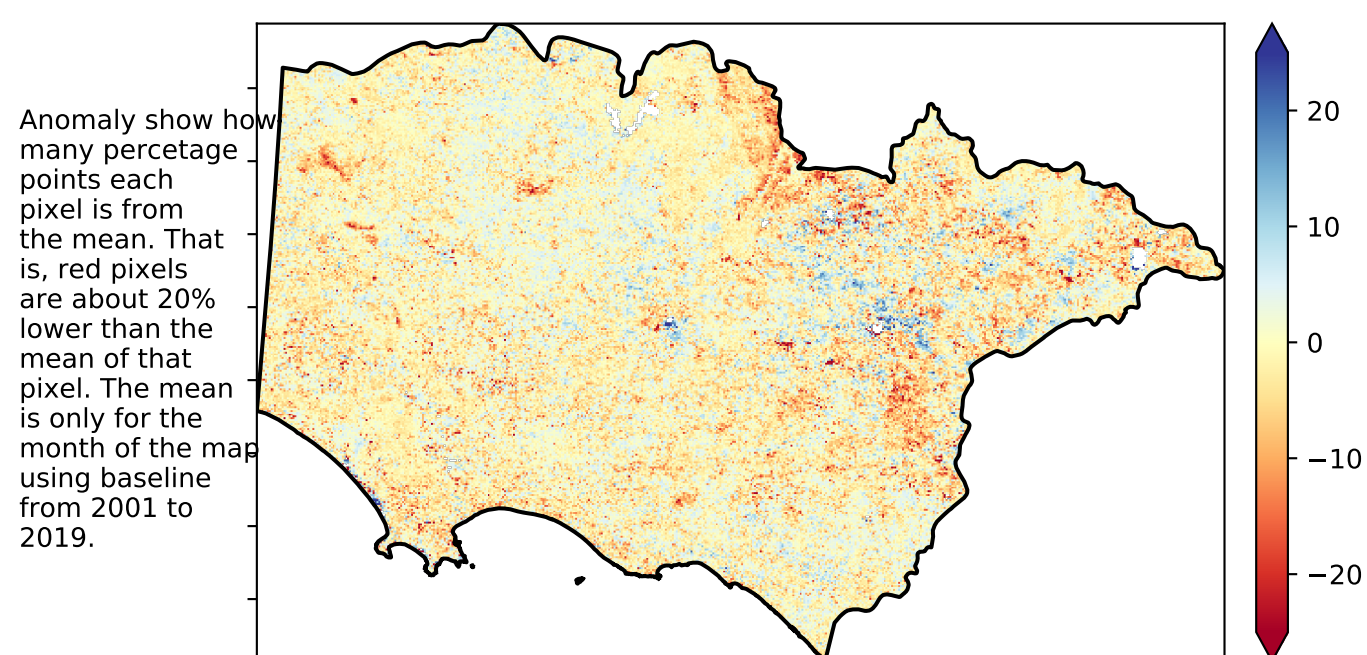 Anomaly show how
many percetage
points each
pixel is from
the mean. That
is, red pixels
are about 20%
lower than the
mean of that
pixel. The mean
is only for the
month of the map
using baseline
from 2001 to
2019.
20
10
0
−10
−20